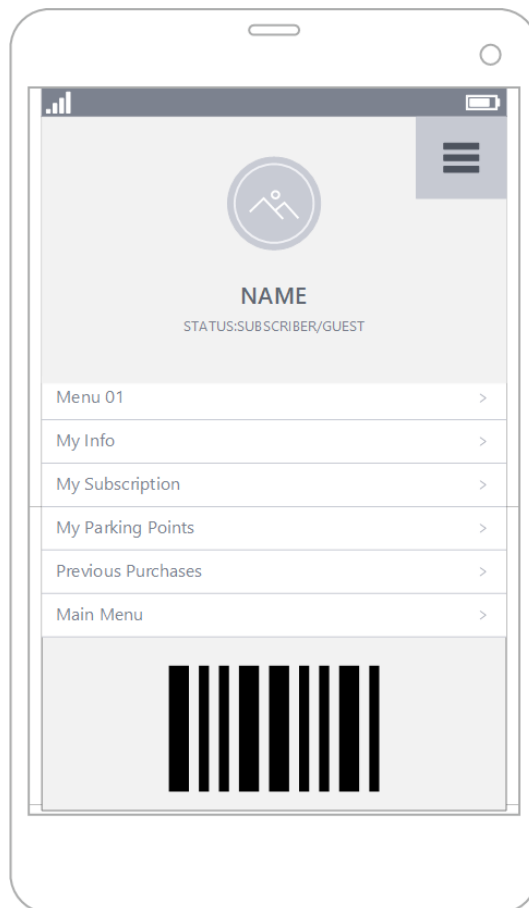 NAME
STATUS:SUBSCRIBER/GUEST
Menu 01
My Info
My Subscription
My Parking Points
Previous Purchases
Main Menu